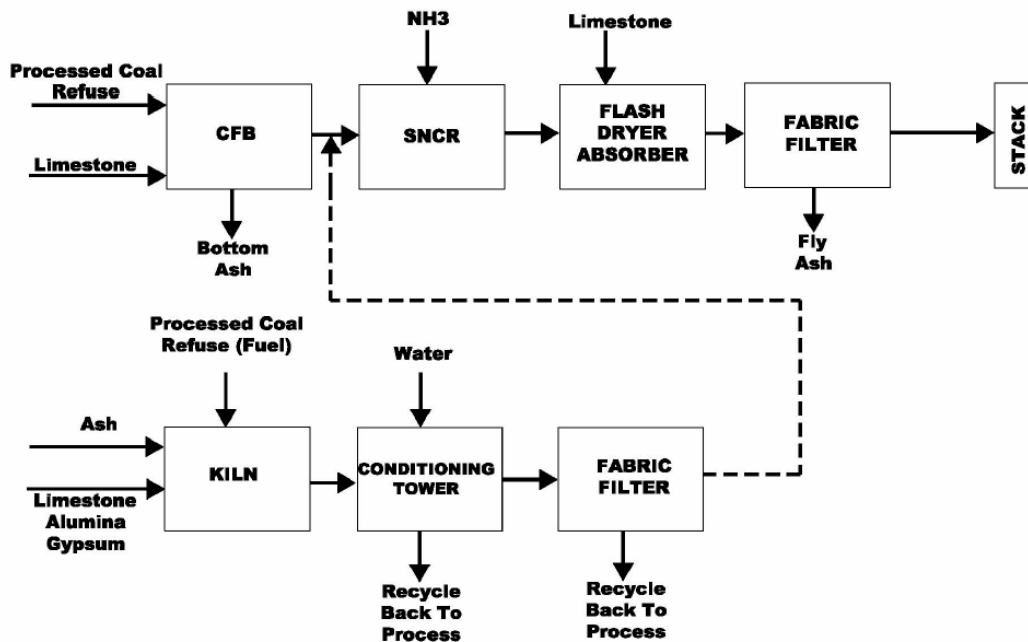 NH3
Limestone
Processed Coal
Refuse
Limestone
CFB
SNCR
FLASH
DRYER
ABSORBER
FABRIC
FILTER
STACK
Bottom
Ash
Fly
Ash
Processed Coal
Refuse (Fuel)
Water
Ash
Limestone
Alumina
Gypsum
KILN
CONDITIONING
TOWER
FABRIC
FILTER
Recycle
Back To
Process
Recycle
Back To
Process